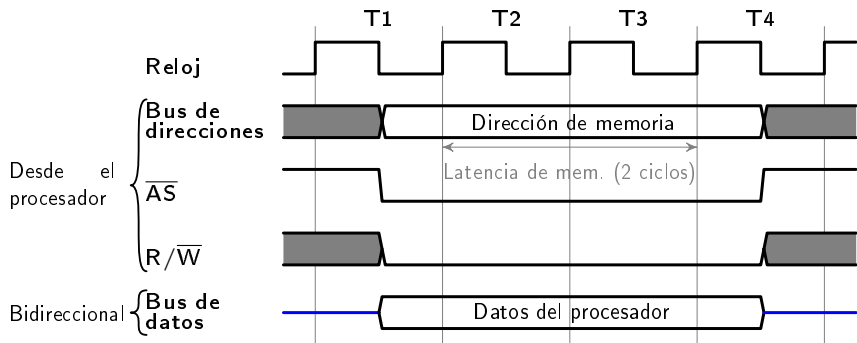 T1 T2 T3 T4
Reloj
Bus de
direcciones
Dirección de memoria
Latencia de mem. (2 ciclos)
Desde el
procesador
A̅S̅
R/W̅
Bidireccional
Bus de
datos
Datos del procesador